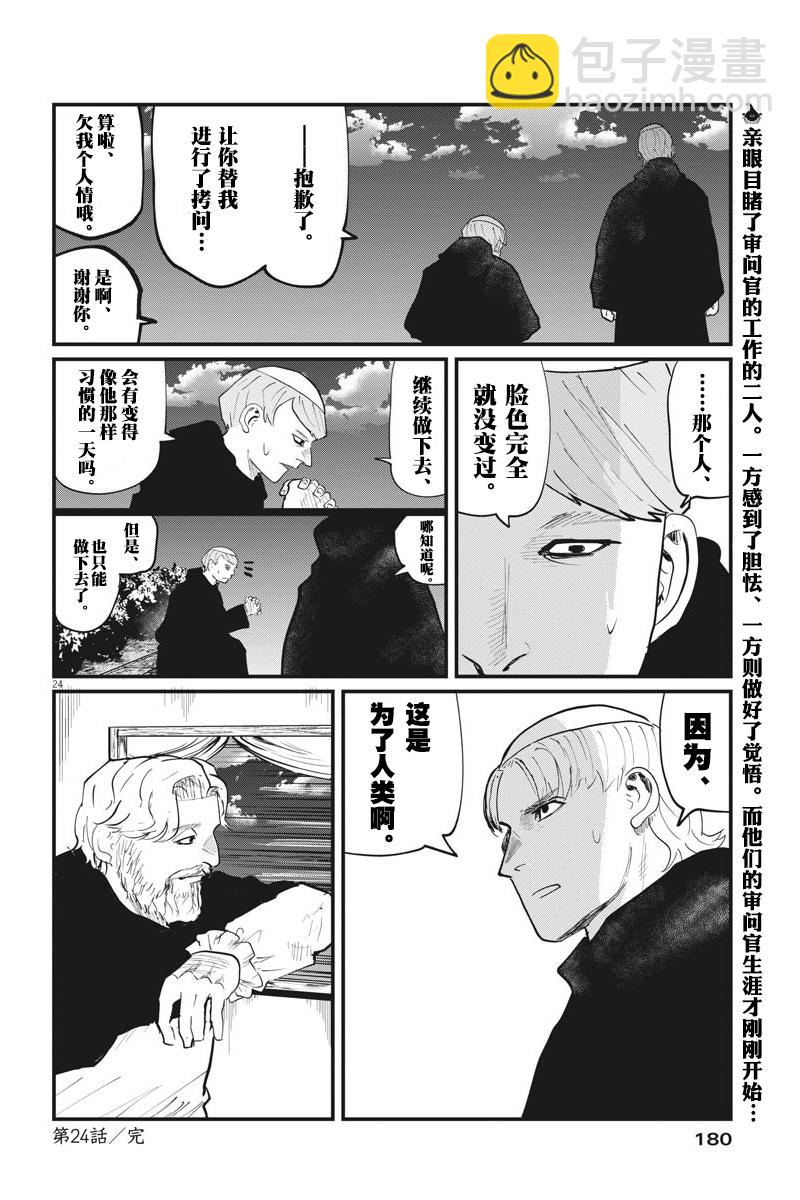 包子漫畫
baozimh.com
亲眼目睹了审问官的工作的二人。一方感到了胆怯、一方则做好了觉悟。而他们的审问官生涯才刚刚开始…
——抱歉了。
让你替我
进行了拷问…
算啦、
欠我个人情哦。
是啊、
谢谢你。
……那个人、
脸色完全
就没变过。
继续做下去、
会有变得
像他那样
习惯的一天吗。
哪知道呢。
但是、
也只能
做下去了。
24
因为、
这是
为了人类啊。
第24話／完
180